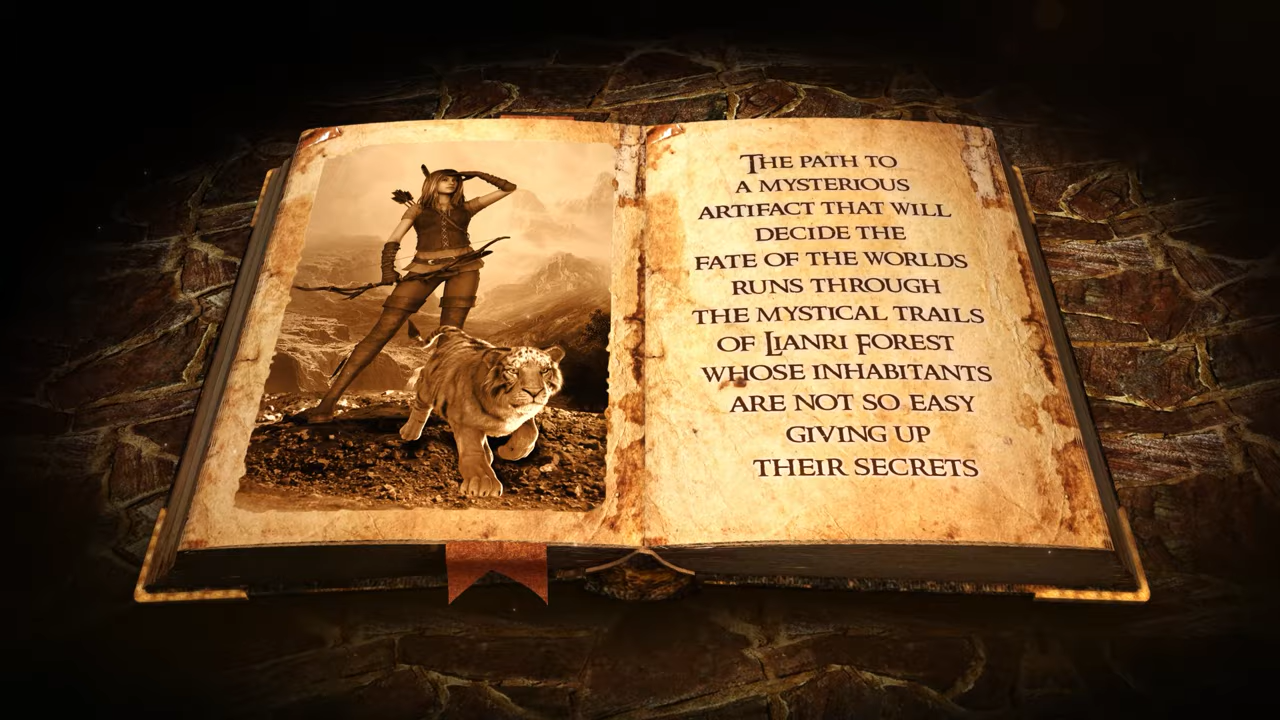 The path to
a mysterious
artifact that will
decide the
fate of the worlds
runs through
the mystical trails
of Lianri Forest
whose inhabitants
are not so easy
giving up
their secrets